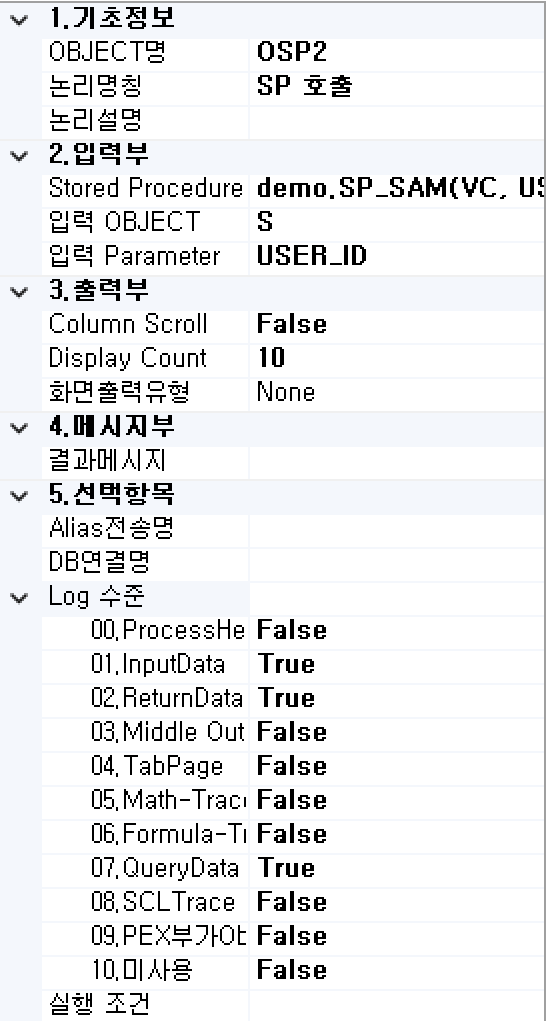 1.기초정보
OBJECT명 OSP2
논리명칭 SP 호출
논리설명
2.입력부
Stored Procedure demo.SP_SAM(VC, US
입력 OBJECT S
입력 Parameter USER_ID
3.출력부
Column Scroll False
Display Count 10
화면출력유형 None
4.메시지부
결과메시지
5.선택항목
Alias전송명
DB연결명
Log 수준
00.ProcessHe False
01.InputData True
02.ReturnData True
03.Middle Out False
04.TabPage False
05.Math-Trac False
06.Formula-Tr False
07.QueryData True
08.SCLTrace False
09.PEX부가Ob False
10.미사용 False
실행 조건